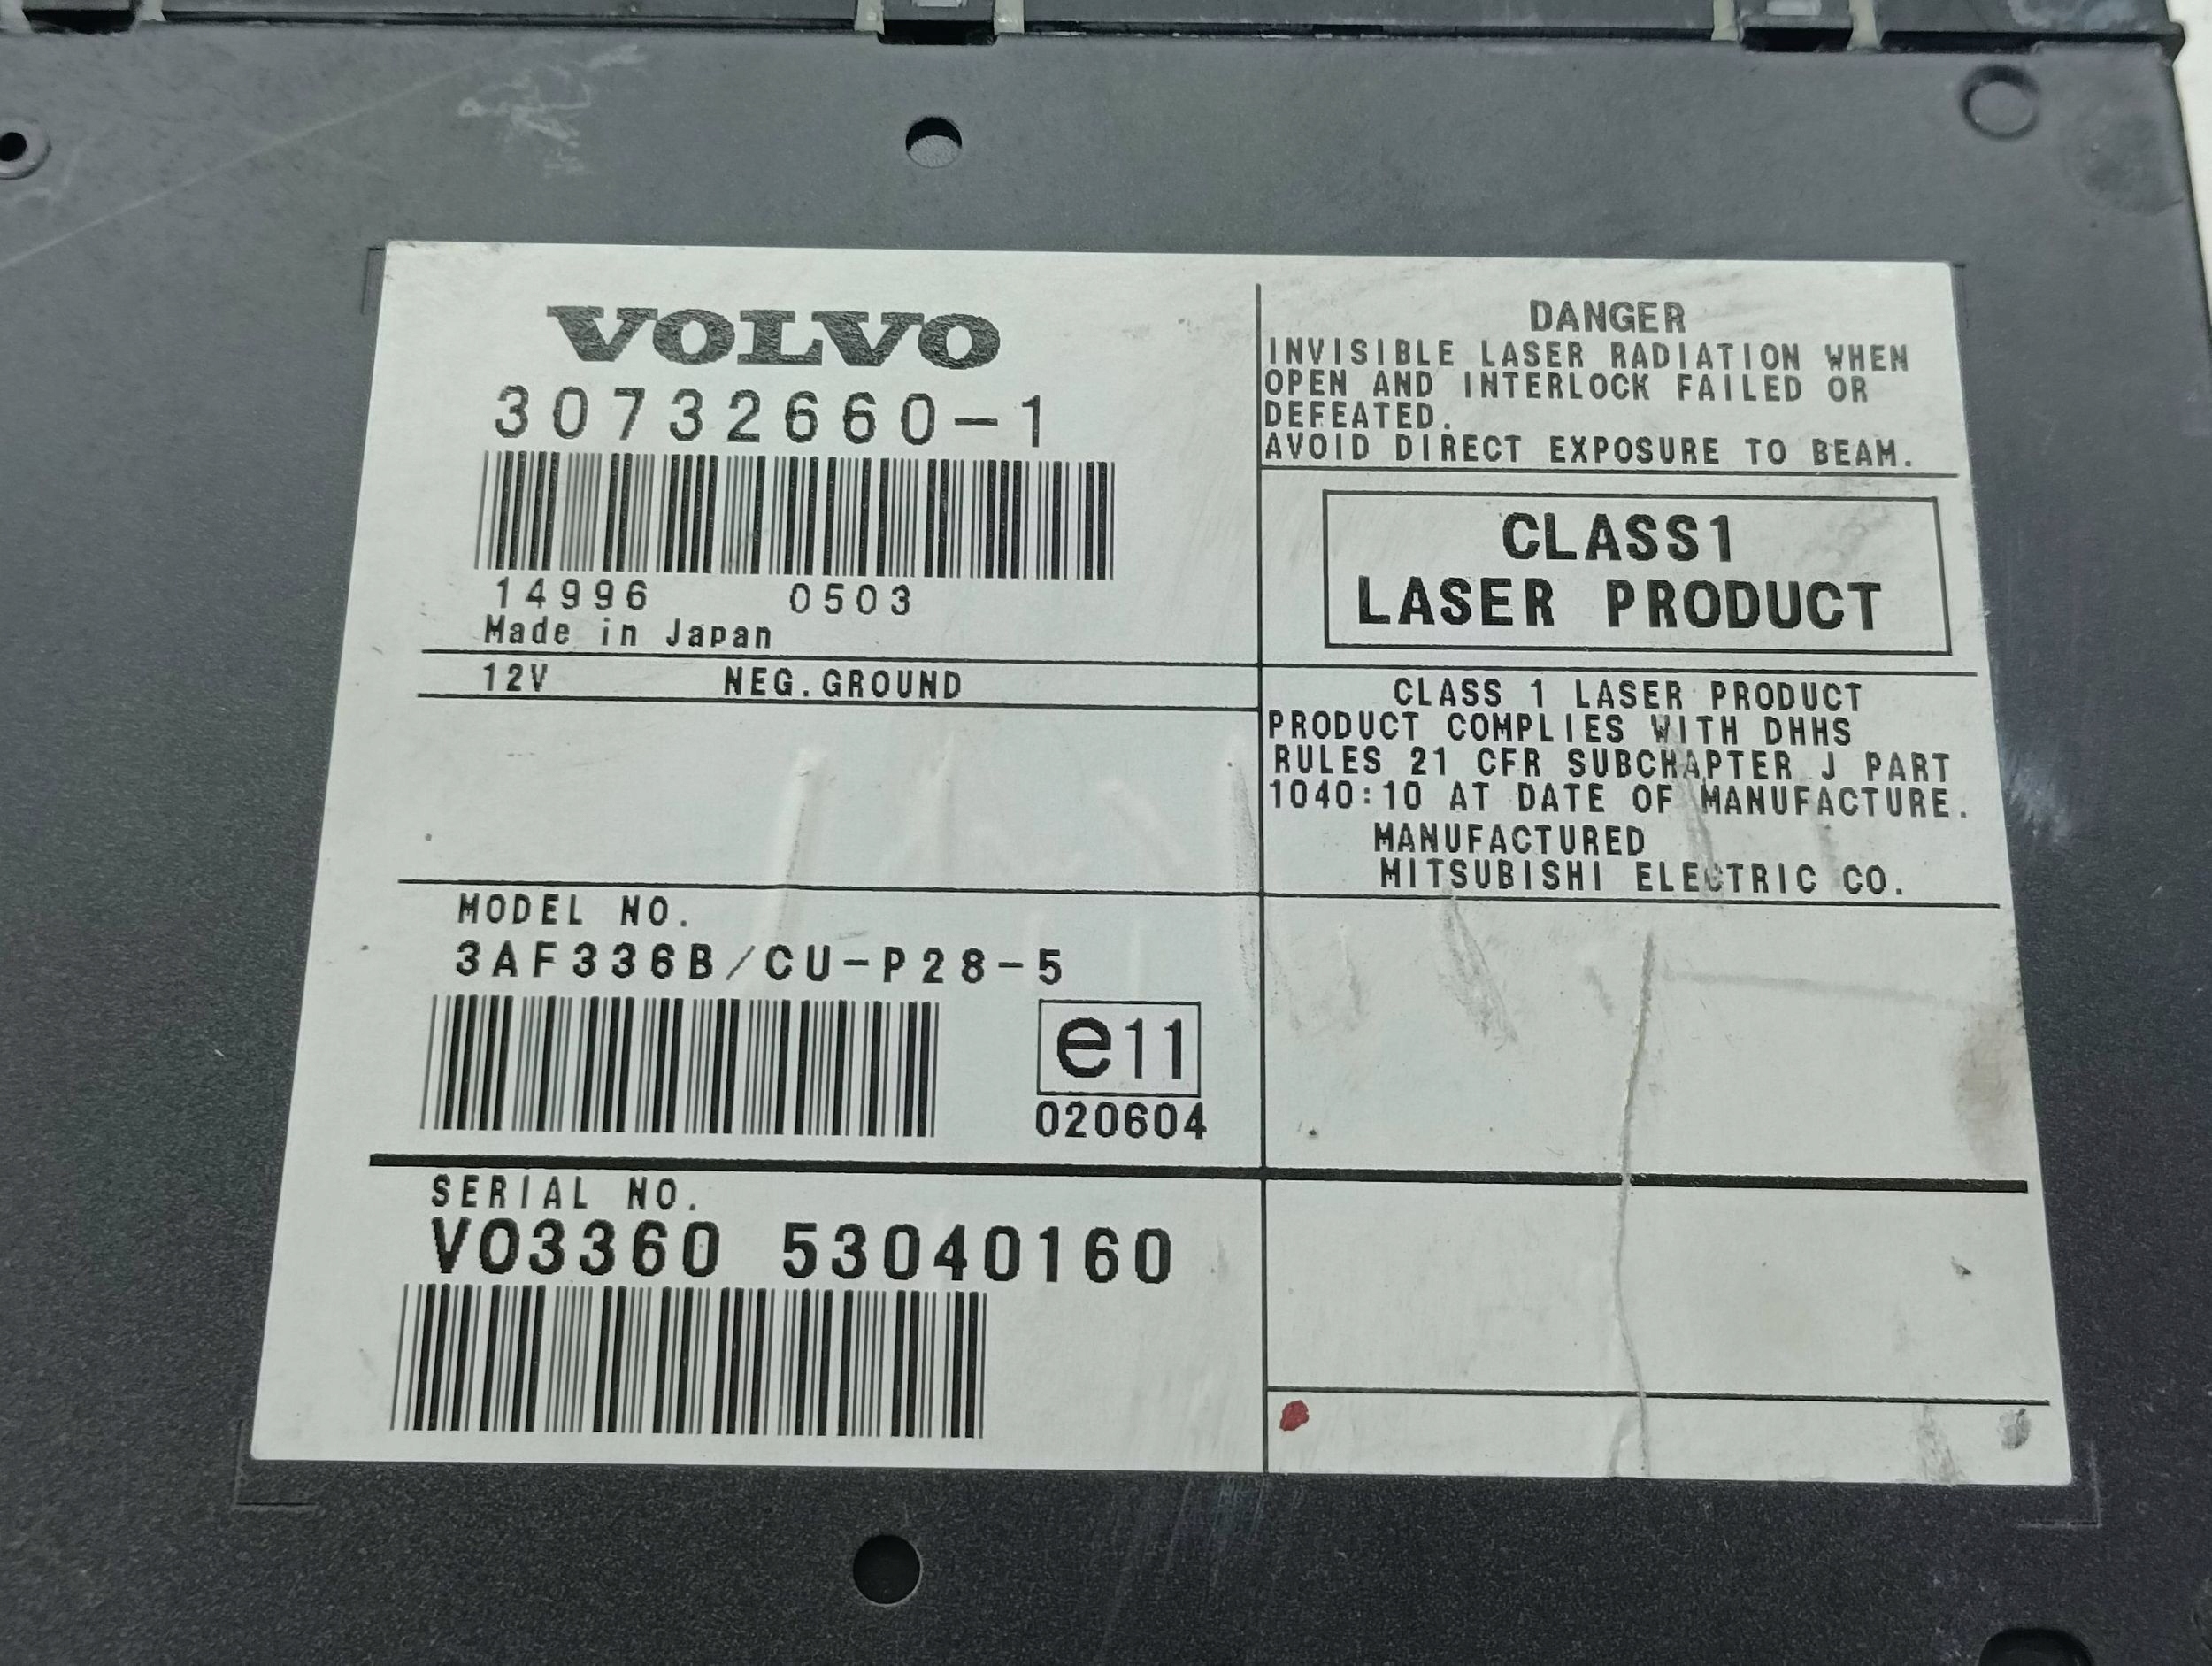 VOLVO
30732660-1
14996 0503
Made in Japan
12V NEG.GROUND
MODEL NO.
3AF336B/CU-P28-5
e11
020604
SERIAL NO.
VO3360 53040160
DANGER
INVISIBLE LASER RADIATION WHEN
OPEN AND INTERLOCK FAILED OR
DEFEATED.
AVOID DIRECT EXPOSURE TO BEAM.
CLASS1
LASER PRODUCT
CLASS 1 LASER PRODUCT
PRODUCT COMPLIES WITH DHHS
RULES 21 CFR SUBCHAPTER J PART
1040:10 AT DATE OF MANUFACTURE.
MANUFACTURED
MITSUBISHI ELECTRIC CO.